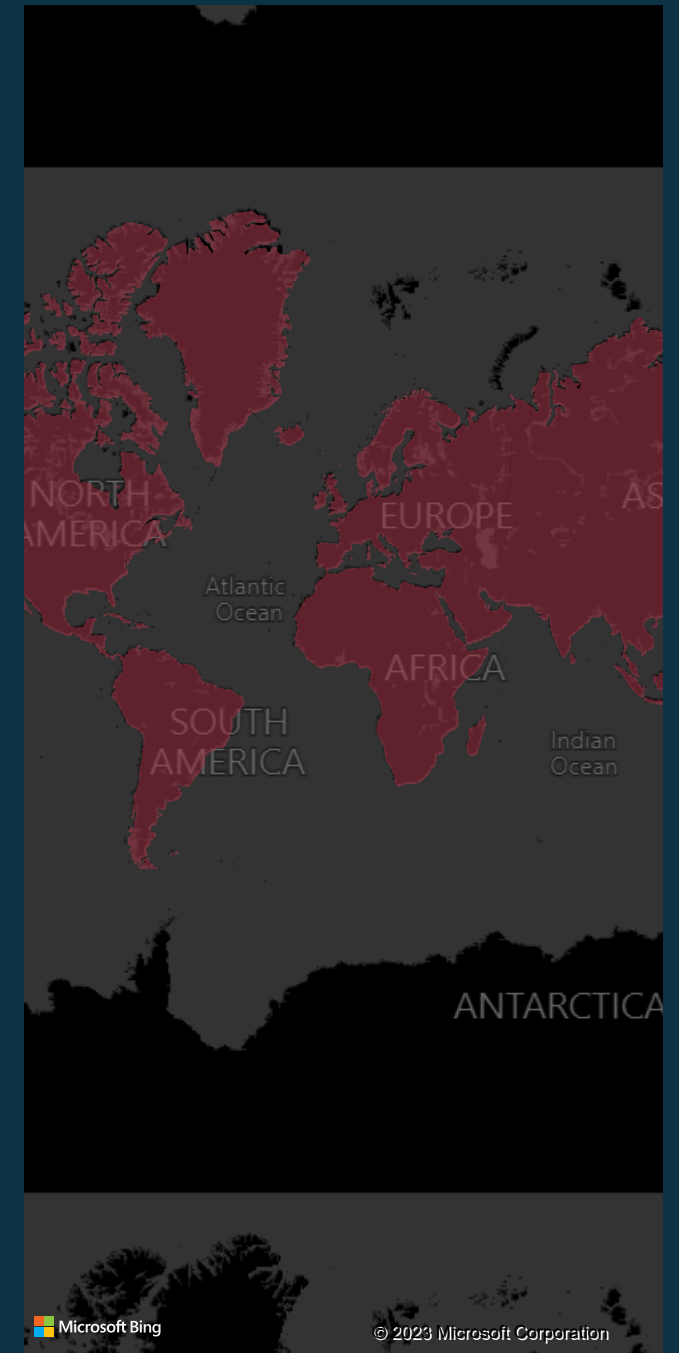 NORTH
AMERICA
EUROPE
AS
Atlantic
Ocean
AFRICA
SOUTH
AMERICA
Indian
Ocean
ANTARCTICA
Microsoft Bing
© 2023 Microsoft Corporation